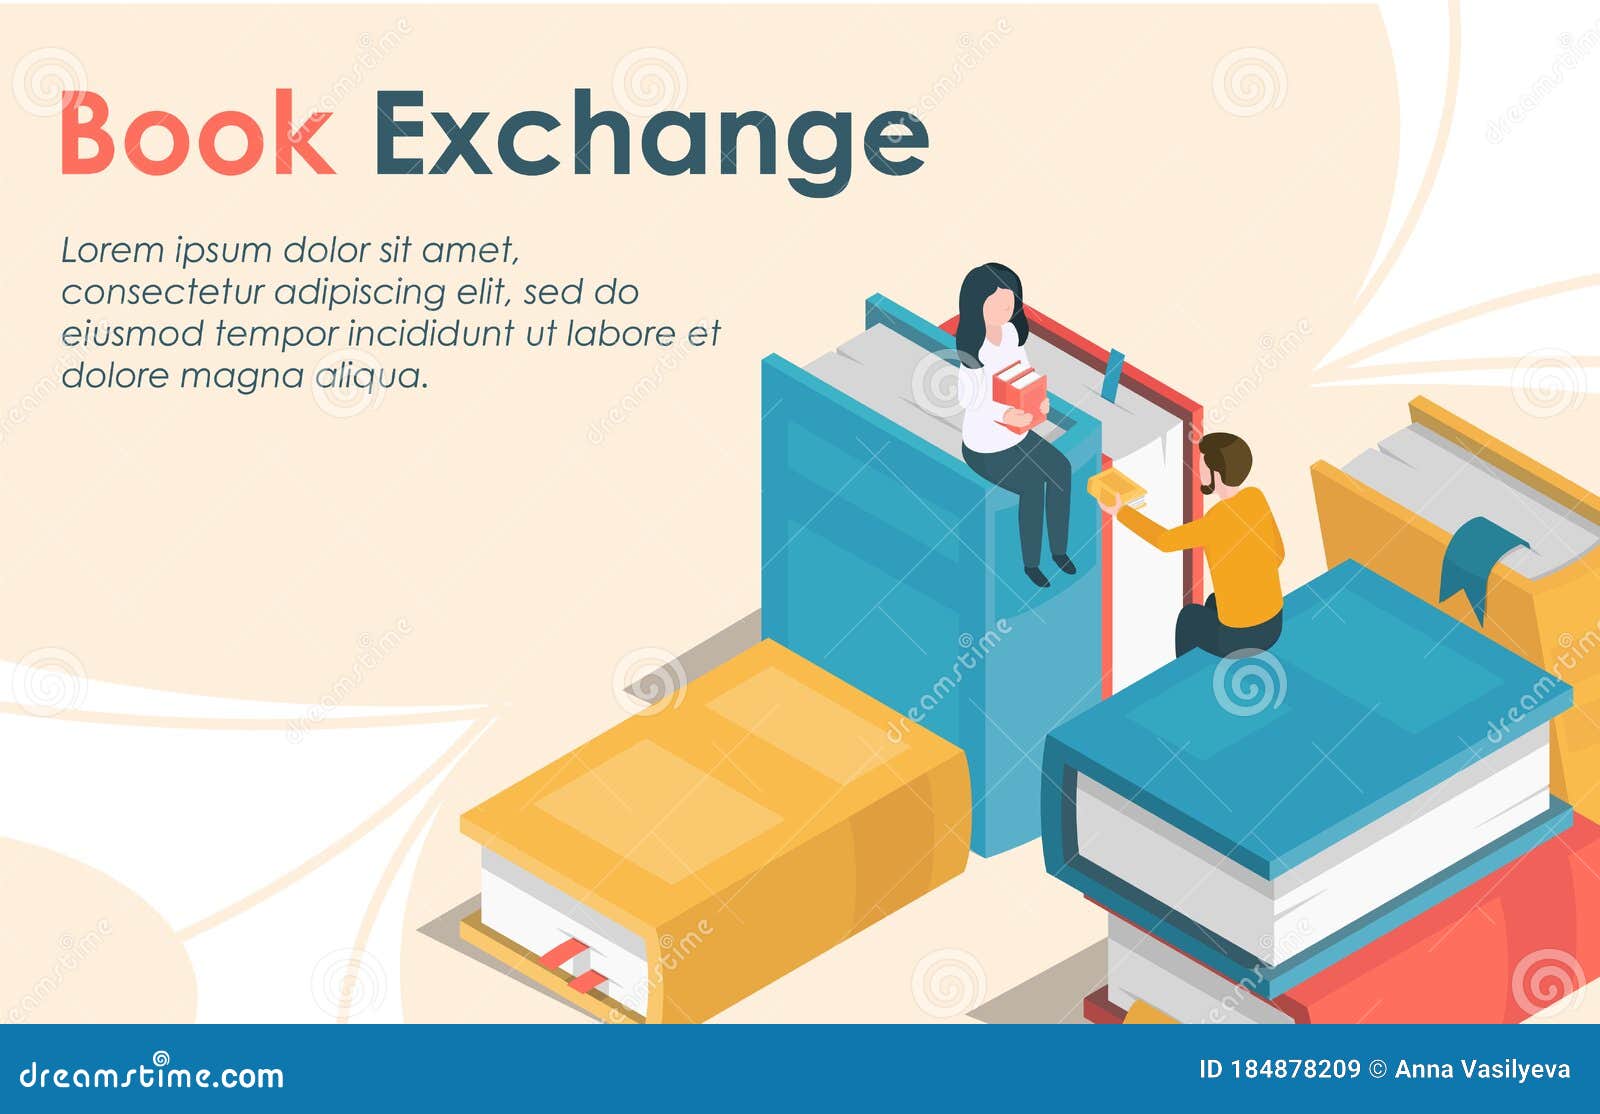 Book Exchange
Lorem ipsum dolor sit amet,
consectetur adipiscing elit, sed do
eiusmod tempor incididunt ut labore et
dolore magna aliqua.
dreamstime.com
ID 184878209 © Anna Vasilyeva